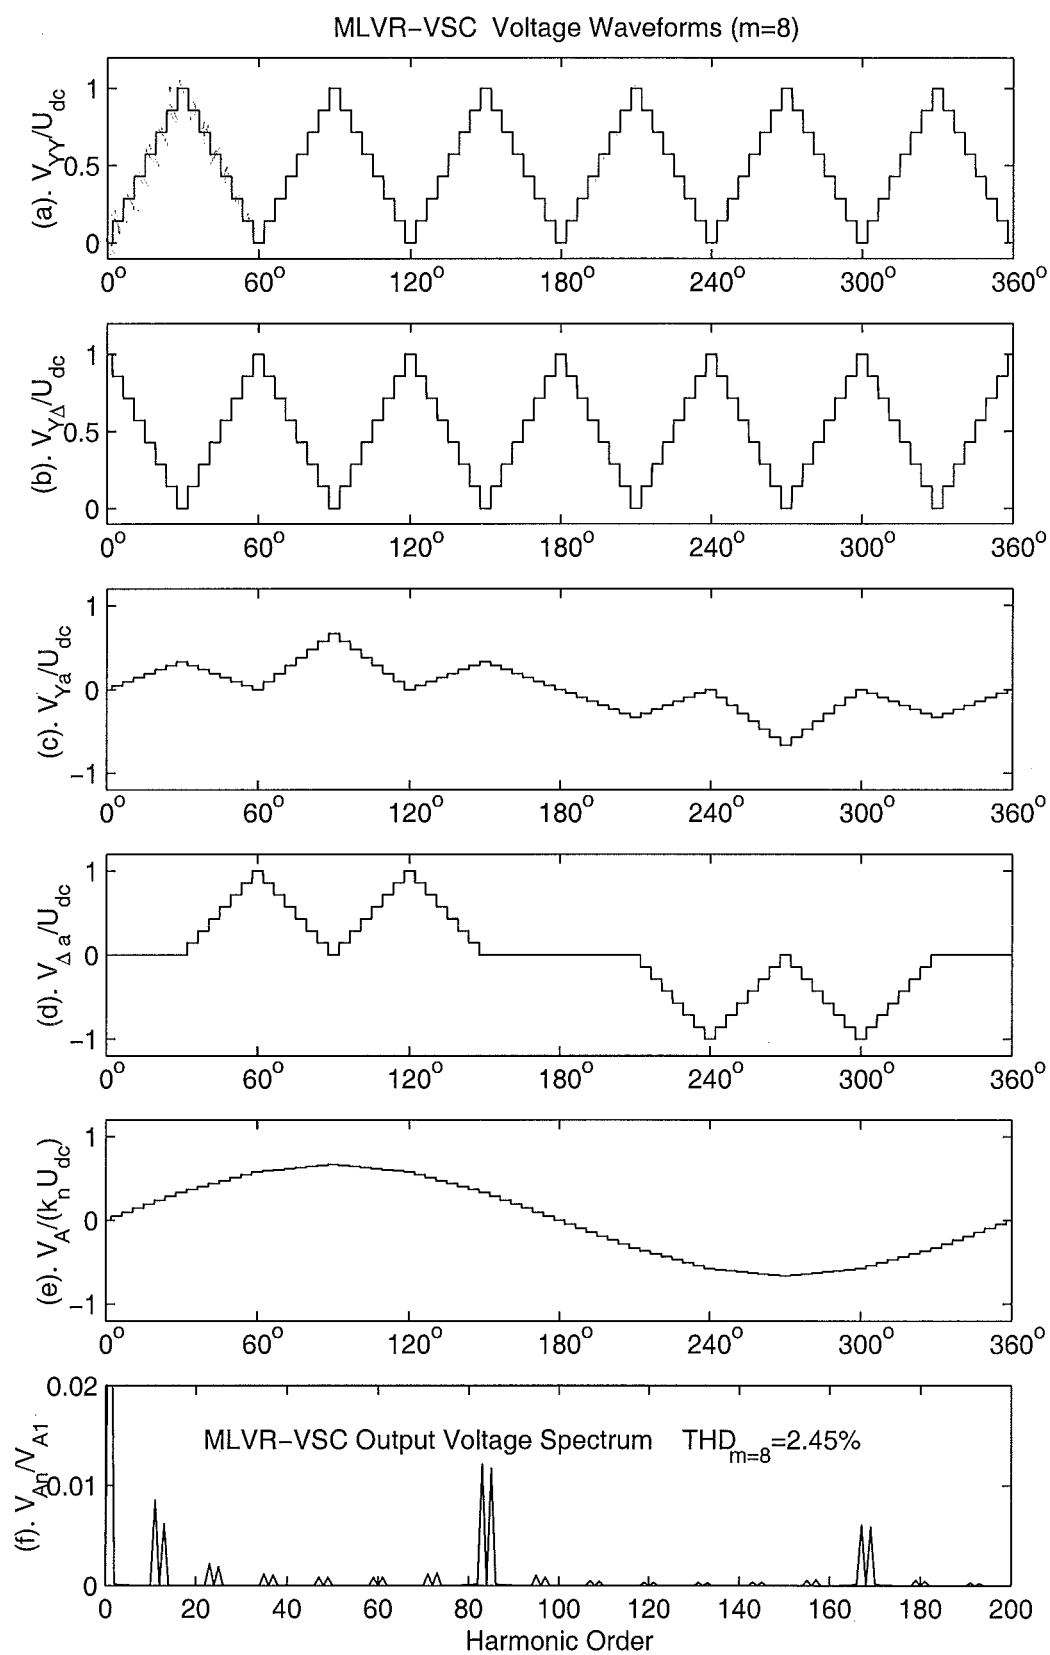 MLVR−VSC Voltage Waveforms (m=8)
(a). V_YY/U_dc
1
0.5
0
0° 60° 120° 180° 240° 300° 360°
(b). V_YΔ/U_dc
1
0.5
0
0° 60° 120° 180° 240° 300° 360°
(c). V_Ya/U_dc
1
0
−1
0° 60° 120° 180° 240° 300° 360°
(d). V_Δa/U_dc
1
0
−1
0° 60° 120° 180° 240° 300° 360°
(e). V_A/(k_nU_dc)
1
0
−1
0° 60° 120° 180° 240° 300° 360°
(f). V_An/V_A1
0.02
0.01
0
MLVR−VSC Output Voltage Spectrum THD_m=8=2.45%
0 20 40 60 80 100 120 140 160 180 200
Harmonic Order